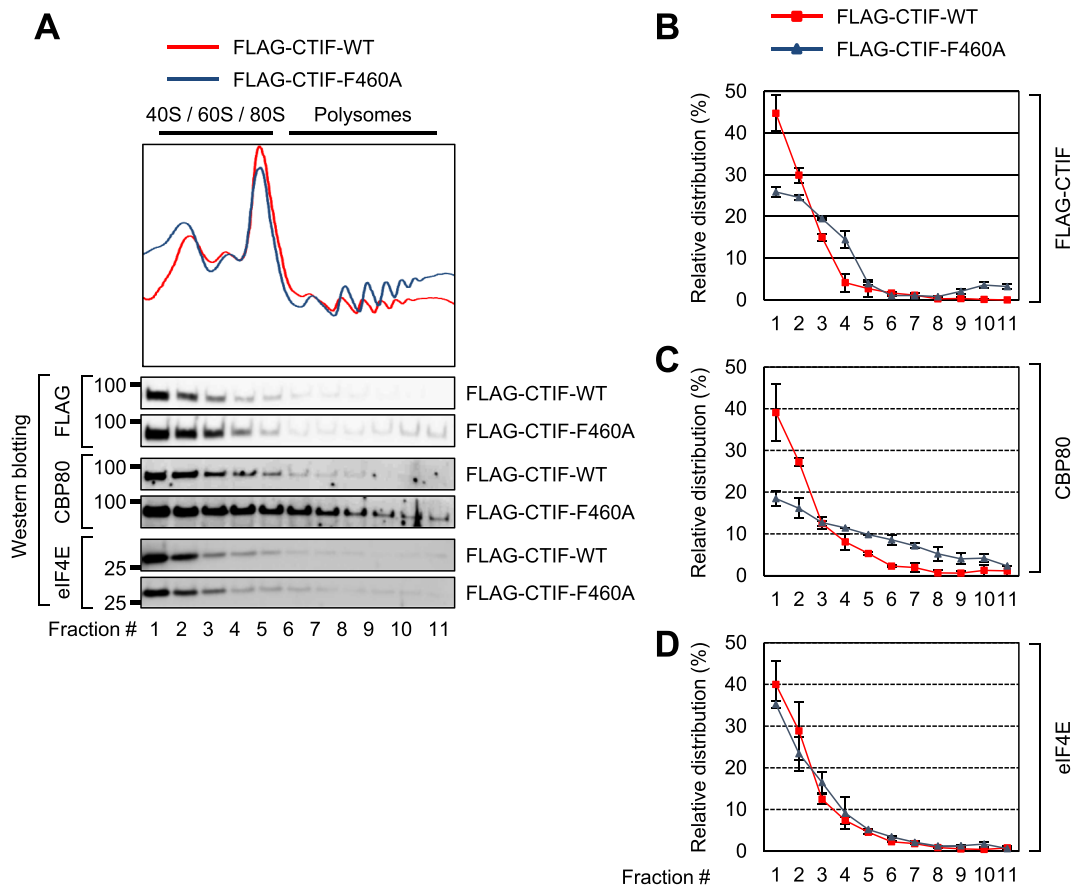 A
FLAG-CTIF-WT
FLAG-CTIF-F460A
40S / 60S / 80S
Polysomes
Western blotting
FLAG
100
FLAG-CTIF-WT
100
FLAG-CTIF-F460A
CBP80
100
FLAG-CTIF-WT
100
FLAG-CTIF-F460A
eIF4E
25
FLAG-CTIF-WT
25
FLAG-CTIF-F460A
Fraction # 1 2 3 4 5 6 7 8 9 10 11
B
FLAG-CTIF-WT
FLAG-CTIF-F460A
Relative distribution (%)
50
40
30
20
10
0
1 2 3 4 5 6 7 8 9 10 11
FLAG-CTIF
C
Relative distribution (%)
50
40
30
20
10
0
1 2 3 4 5 6 7 8 9 10 11
CBP80
D
Relative distribution (%)
50
40
30
20
10
0
Fraction # 1 2 3 4 5 6 7 8 9 10 11
eIF4E